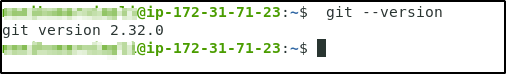 @ip-172-31-71-23:~$  git --version
git version 2.32.0
@ip-172-31-71-23:~$